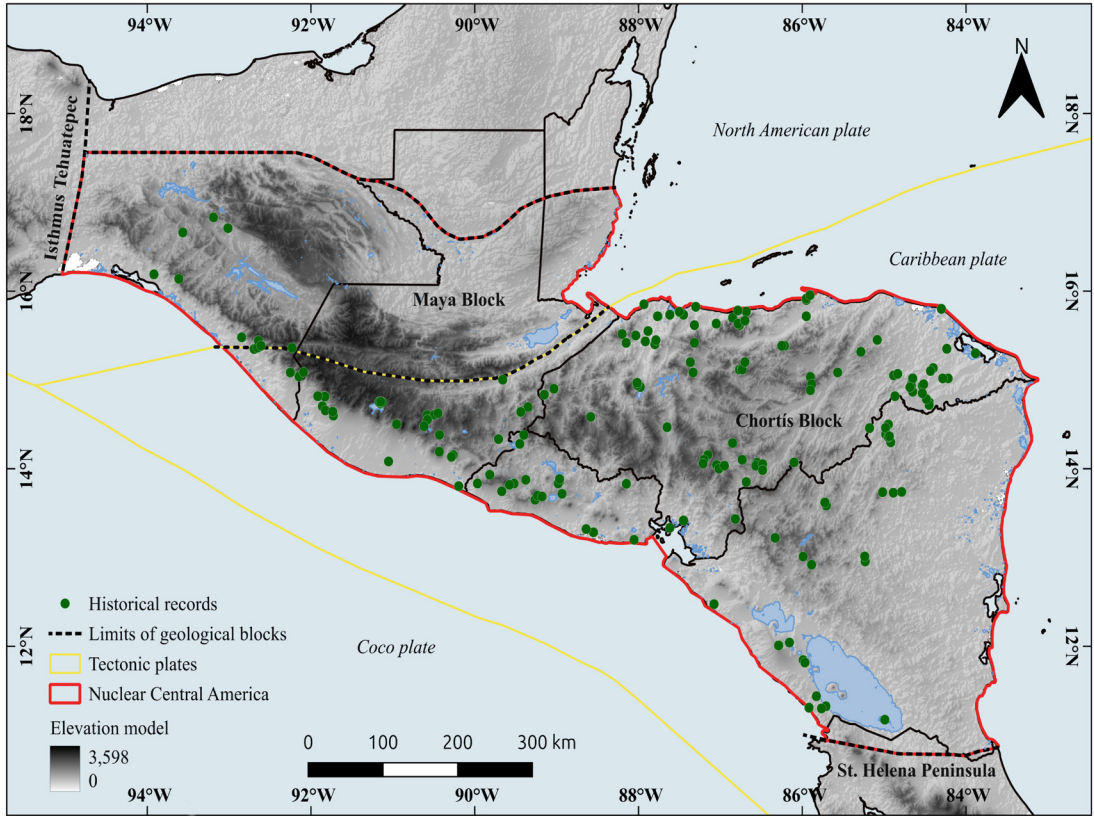 94°W 92°W 90°W 88°W 86°W 84°W
N
18°N
18°N
North American plate
Isthmus Tehuatepec
Caribbean plate
16°N
16°N
Maya Block
Chortís Block
14°N
14°N
Historical records
Limits of geological blocks
Tectonic plates
Nuclear Central America
Elevation model
3,598
0
Coco plate
12°N
12°N
0 100 200 300 km
St. Helena Peninsula
94°W 92°W 90°W 88°W 86°W 84°W